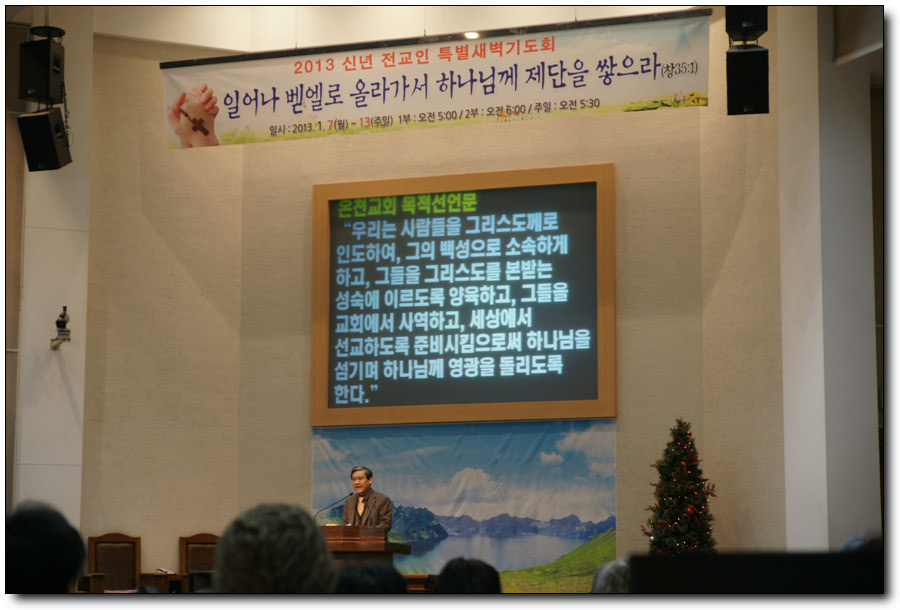 2013 신년 전교인 특별새벽기도회
일어나 벧엘로 올라가서 하나님께 제단을 쌓으라(창35:1)
일시 : 2013. 1. 7(월) ~ 13(주일) 1부 : 오전 5:00 / 2부 : 오전 6:00 / 주일 : 오전 5:30
온천교회 목적선언문
“우리는 사람들을 그리스도께로
인도하여, 그의 백성으로 소속하게
하고, 그들을 그리스도를 본받는
성숙에 이르도록 양육하고, 그들을
교회에서 사역하고, 세상에서
선교하도록 준비시킴으로써 하나님을
섬기며 하나님께 영광을 돌리도록
한다.”